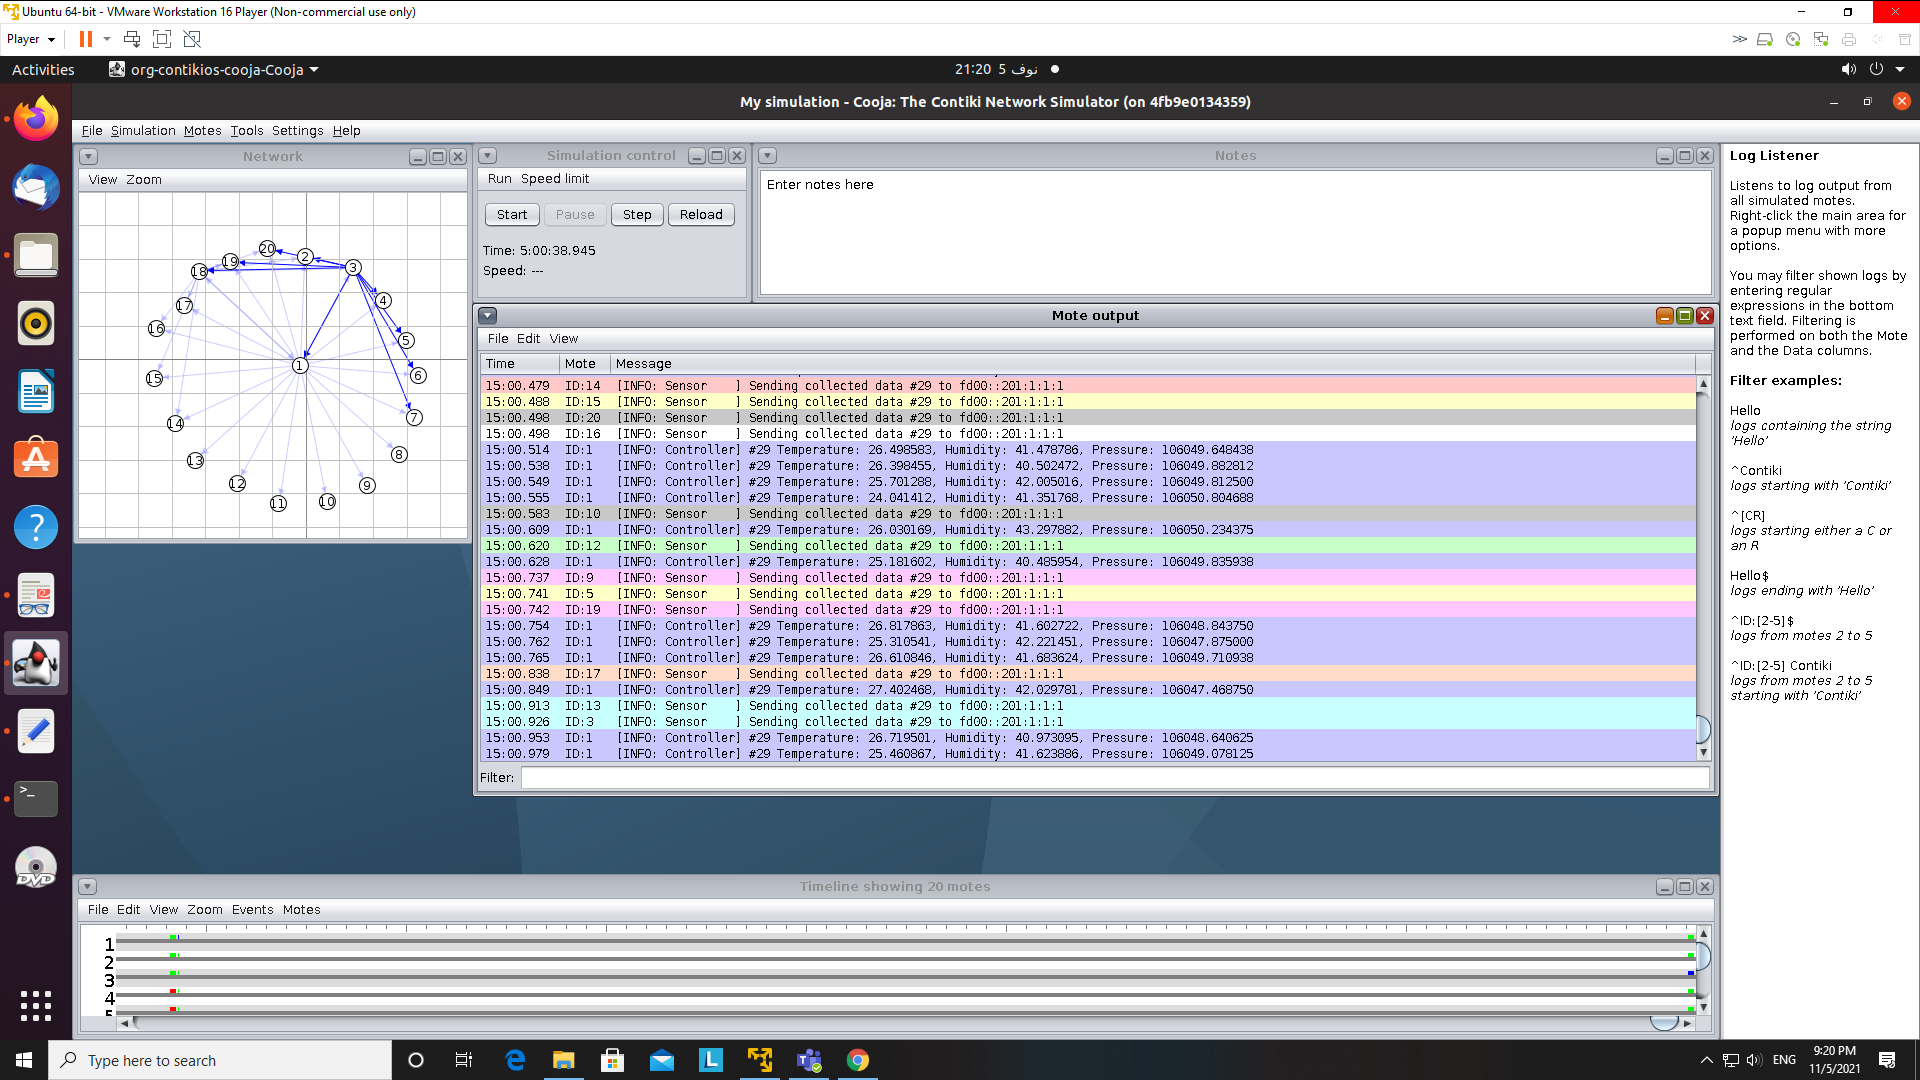 Ubuntu 64-bit - VMware Workstation 16 Player (Non-commercial use only)
Player
Activities
org-contikios-cooja-Cooja
21:20 5 نوف
My simulation - Cooja: The Contiki Network Simulator (on 4fb9e0134359)
File Simulation Motes Tools Settings Help
Network
View Zoom
20
2
3
19
18
4
17
16
5
1
6
15
7
14
8
13
12
9
11
10
Simulation control
Run Speed limit
Start Pause Step Reload
Time: 5:00:38.945
Speed: ---
Notes
Enter notes here
Mote output
File Edit View
Time Mote Message
15:00.479 ID:14 [INFO: Sensor    ] Sending collected data #29 to fd00::201:1:1:1
15:00.488 ID:15 [INFO: Sensor    ] Sending collected data #29 to fd00::201:1:1:1
15:00.498 ID:20 [INFO: Sensor    ] Sending collected data #29 to fd00::201:1:1:1
15:00.498 ID:16 [INFO: Sensor    ] Sending collected data #29 to fd00::201:1:1:1
15:00.514 ID:1 [INFO: Controller] #29 Temperature: 26.498583, Humidity: 41.478786, Pressure: 106049.648438
15:00.538 ID:1 [INFO: Controller] #29 Temperature: 26.398455, Humidity: 40.502472, Pressure: 106049.882812
15:00.549 ID:1 [INFO: Controller] #29 Temperature: 25.701288, Humidity: 42.005016, Pressure: 106049.812500
15:00.555 ID:1 [INFO: Controller] #29 Temperature: 24.041412, Humidity: 41.351768, Pressure: 106050.804688
15:00.583 ID:10 [INFO: Sensor    ] Sending collected data #29 to fd00::201:1:1:1
15:00.609 ID:1 [INFO: Controller] #29 Temperature: 26.030169, Humidity: 43.297882, Pressure: 106050.234375
15:00.620 ID:12 [INFO: Sensor    ] Sending collected data #29 to fd00::201:1:1:1
15:00.628 ID:1 [INFO: Controller] #29 Temperature: 25.181602, Humidity: 40.485954, Pressure: 106049.835938
15:00.737 ID:9 [INFO: Sensor    ] Sending collected data #29 to fd00::201:1:1:1
15:00.741 ID:5 [INFO: Sensor    ] Sending collected data #29 to fd00::201:1:1:1
15:00.742 ID:19 [INFO: Sensor    ] Sending collected data #29 to fd00::201:1:1:1
15:00.754 ID:1 [INFO: Controller] #29 Temperature: 26.817863, Humidity: 41.602722, Pressure: 106048.843750
15:00.762 ID:1 [INFO: Controller] #29 Temperature: 25.310541, Humidity: 42.221451, Pressure: 106047.875000
15:00.765 ID:1 [INFO: Controller] #29 Temperature: 26.610846, Humidity: 41.683624, Pressure: 106049.710938
15:00.838 ID:17 [INFO: Sensor    ] Sending collected data #29 to fd00::201:1:1:1
15:00.849 ID:1 [INFO: Controller] #29 Temperature: 27.402468, Humidity: 42.029781, Pressure: 106047.468750
15:00.913 ID:13 [INFO: Sensor    ] Sending collected data #29 to fd00::201:1:1:1
15:00.926 ID:3 [INFO: Sensor    ] Sending collected data #29 to fd00::201:1:1:1
15:00.953 ID:1 [INFO: Controller] #29 Temperature: 26.719501, Humidity: 40.973095, Pressure: 106048.640625
15:00.979 ID:1 [INFO: Controller] #29 Temperature: 25.460867, Humidity: 41.623886, Pressure: 106049.078125
Filter:
Log Listener
Listens to log output from
all simulated motes.
Right-click the main area for
a popup menu with more
options.
You may filter shown logs by
entering regular
expressions in the bottom
text field. Filtering is
performed on both the Mote
and the Data columns.
Filter examples:
Hello
logs containing the string
'Hello'
^Contiki
logs starting with 'Contiki'
^[CR]
logs starting either a C or
an R
Hello$
logs ending with 'Hello'
^ID:[2-5]$
logs from motes 2 to 5
^ID:[2-5] Contiki
logs from motes 2 to 5
starting with 'Contiki'
Timeline showing 20 motes
File Edit View Zoom Events Motes
1
2
3
4
5
DVD
Type here to search
ENG
9:20 PM
11/5/2021